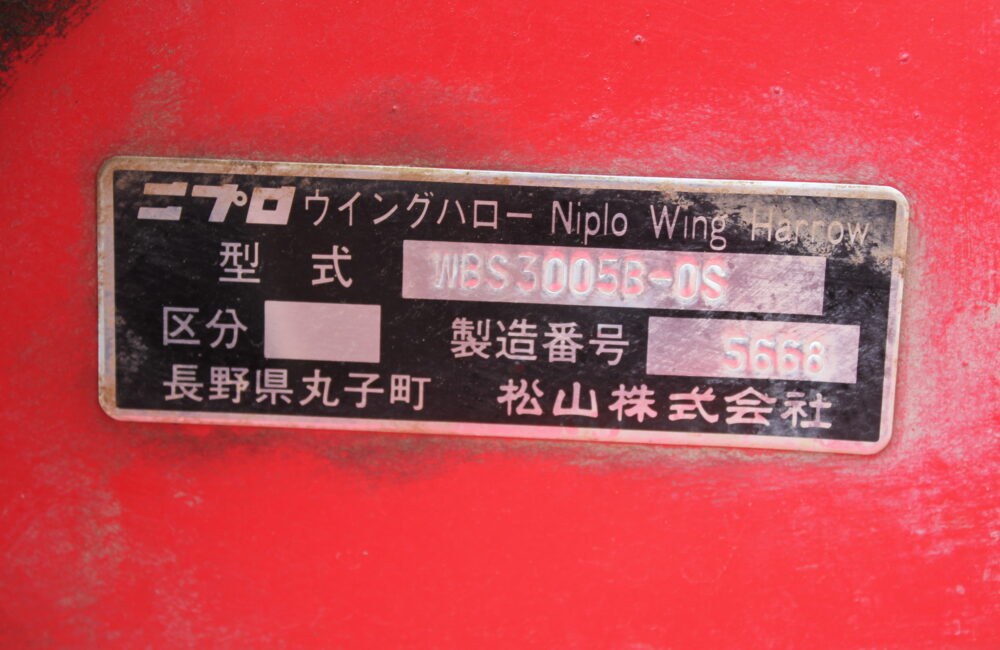 ニプロ ウイングハロー Niplo Wing Harrow
型式 WBS3005B-0S
区分 製造番号 5668
長野県丸子町 松山株式会社